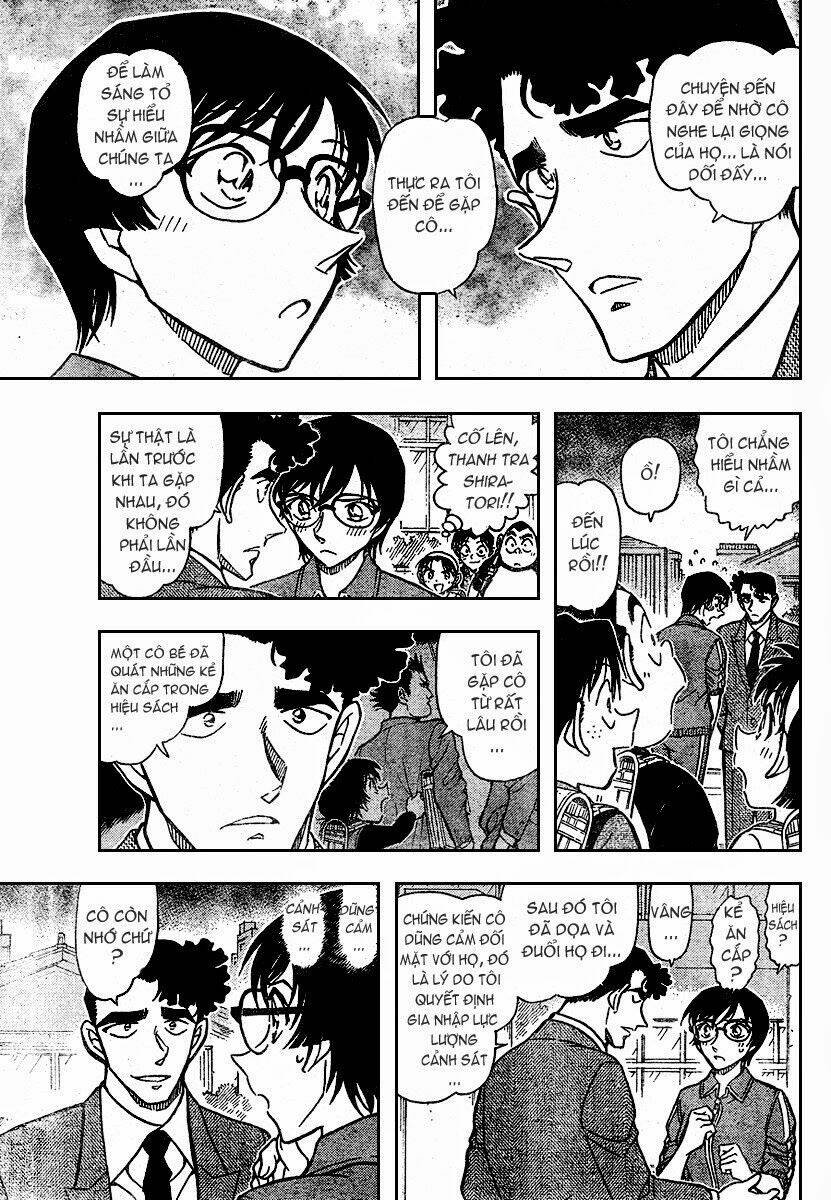 CHUYỆN ĐẾN
ĐÂY ĐỂ NHỜ CÔ
NGHE LẠI GIỌNG
CỦA HỌ... LÀ NÓI
DỐI ĐẤY...
THỰC RA TÔI
ĐẾN ĐỂ GẶP
CÔ...
ĐỂ LÀM
SÁNG TỎ
SỰ HIỂU
NHẦM GIỮA
CHÚNG TA
...
TÔI CHẲNG
HIỂU NHẦM
GÌ CẢ...
Ồ!
ĐẾN
LÚC
RỒI!!
CỐ LÊN,
THANH TRA
SHIRA-
TORI!!
SỰ THẬT LÀ
LẦN TRƯỚC
KHI TA GẶP
NHAU, ĐÓ
KHÔNG
PHẢI LẦN
ĐẦU...
TÔI ĐÃ
GẶP CÔ
TỪ RẤT
LÂU RỒI
...
MỘT CÔ BÉ ĐÃ
QUÁT NHỮNG KẺ
ĂN CẮP TRONG
HIỆU SÁCH
...
HIỆU
SÁCH?
...
KẺ
ĂN
CẮP?
VÂNG
...
SAU ĐÓ TÔI
ĐÃ DỌA VÀ
ĐUỔI HỌ ĐI...
CHỨNG KIẾN CÔ
DŨNG CẢM ĐỐI
MẶT VỚI HỌ, ĐÓ
LÀ LÝ DO TÔI
QUYẾT ĐỊNH
GIA NHẬP LỰC
LƯỢNG
CẢNH SÁT
...
DŨNG
CẢM
...
CẢNH
SÁT
...
CÔ CÒN
NHỚ CHỨ
?